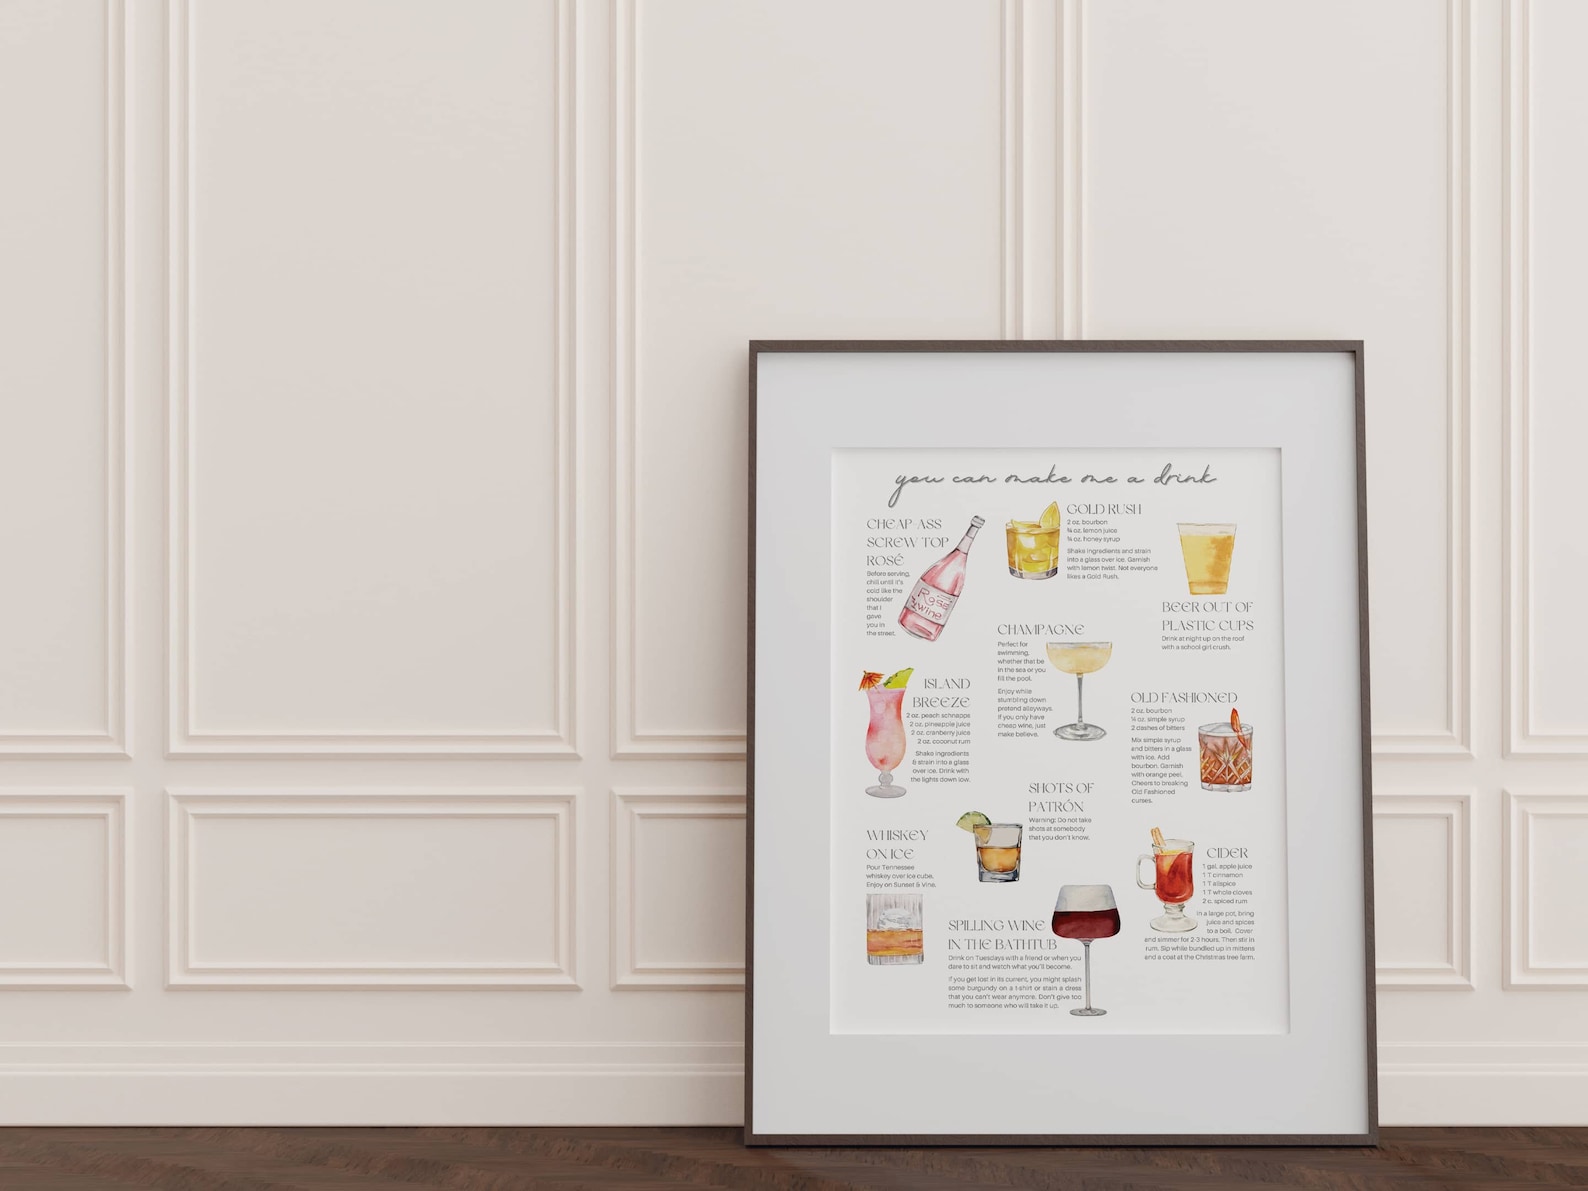 you can make me a drink
CHEAP-ASS
SCREW TOP
ROSÉ
Before serving,
chill until it's
cold like the
shoulder
that I
gave
you in
the street.
Rosé
Wine
GOLD RUSH
2 oz. bourbon
¾ oz. lemon juice
¾ oz. honey syrup
Shake ingredients and strain
into a glass over ice. Garnish
with lemon twist. Not everyone
likes a Gold Rush.
BEER OUT OF
PLASTIC CUPS
Drink at night up on the roof
with a school girl crush.
CHAMPAGNE
Perfect for
swimming,
whether that be
in the sea or you
fill the pool.
Enjoy while
stumbling down
pretend alleyways.
If you only have
cheap wine, just
make believe.
ISLAND
BREEZE
2 oz. peach schnapps
2 oz. pineapple juice
2 oz. cranberry juice
2 oz. coconut rum
Shake ingredients
& strain into a glass
over ice. Drink with
the lights down low.
OLD FASHIONED
2 oz. bourbon
¼ oz. simple syrup
2 dashes of bitters
Mix simple syrup
and bitters in a glass
with ice. Add
bourbon. Garnish
with orange peel.
Cheers to breaking
Old Fashioned
curses.
SHOTS OF
PATRÓN
Warning: Do not take
shots at somebody
that you don't know.
WHISKEY
ON ICE
Pour Tennessee
whiskey over ice cube.
Enjoy on Sunset & Vine.
CIDER
1 gal. apple juice
1 T cinnamon
1 T allspice
1 T whole cloves
2 c. spiced rum
In a large pot, bring
juice and spices
to a boil. Cover
and simmer for 2-3 hours. Then stir in
rum. Sip while bundled up in mittens
and a coat at the Christmas tree farm.
SPILLING WINE
IN THE BATHTUB
Drink on Tuesdays with a friend or when you
dare to sit and watch what you'll become.
If you get lost in its current, you might splash
some burgundy on a t-shirt or stain a dress
that you can't wear anymore. Don't give too
much to someone who will take it up.